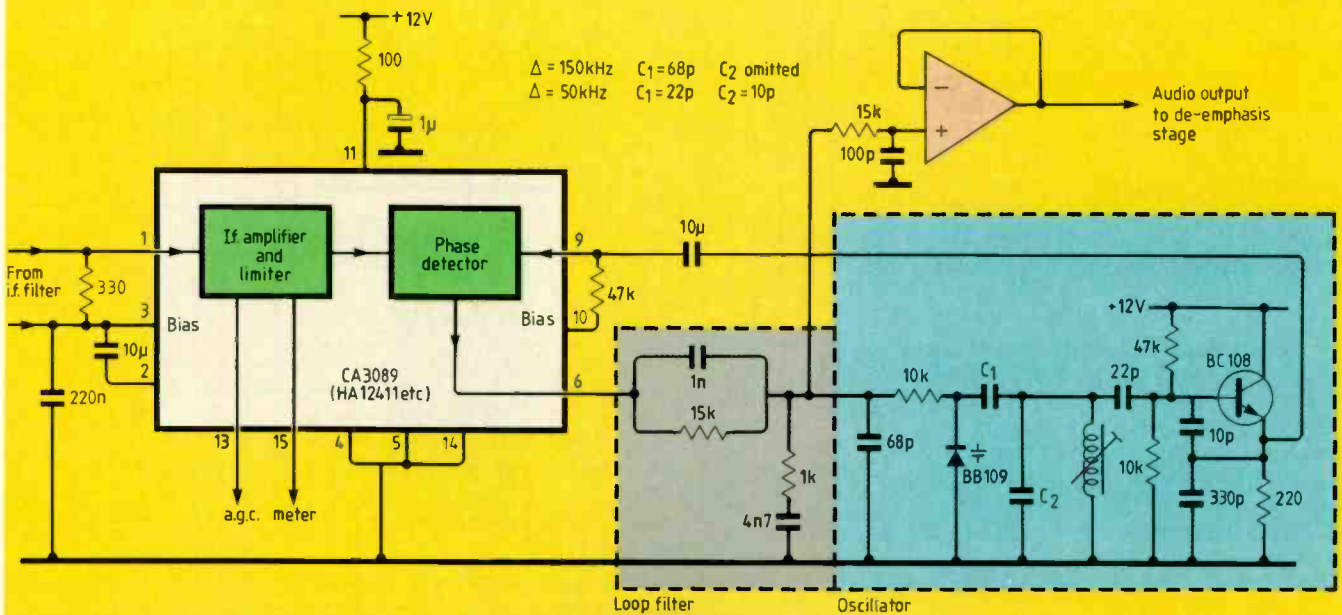 +12V
100
1μ
11
Δ = 150kHz C1=68p C2 omitted
Δ = 50kHz C1=22p C2=10p
15k
100p
−
+
Audio output
to de-emphasis
stage
From
i.f. filter
1
330
3
Bias
10μ
2
220n
I.f. amplifier
and
limiter
Phase
detector
9
47k
10
Bias
10μ
CA3089
(HA12411etc)
6
13
15
4
5
14
a.g.c.
meter
1n
15k
1k
4n7
Loop filter
68p
10k
BB109
C1
C2
22p
10k
+12V
47k
BC108
10p
330p
220
Oscillator